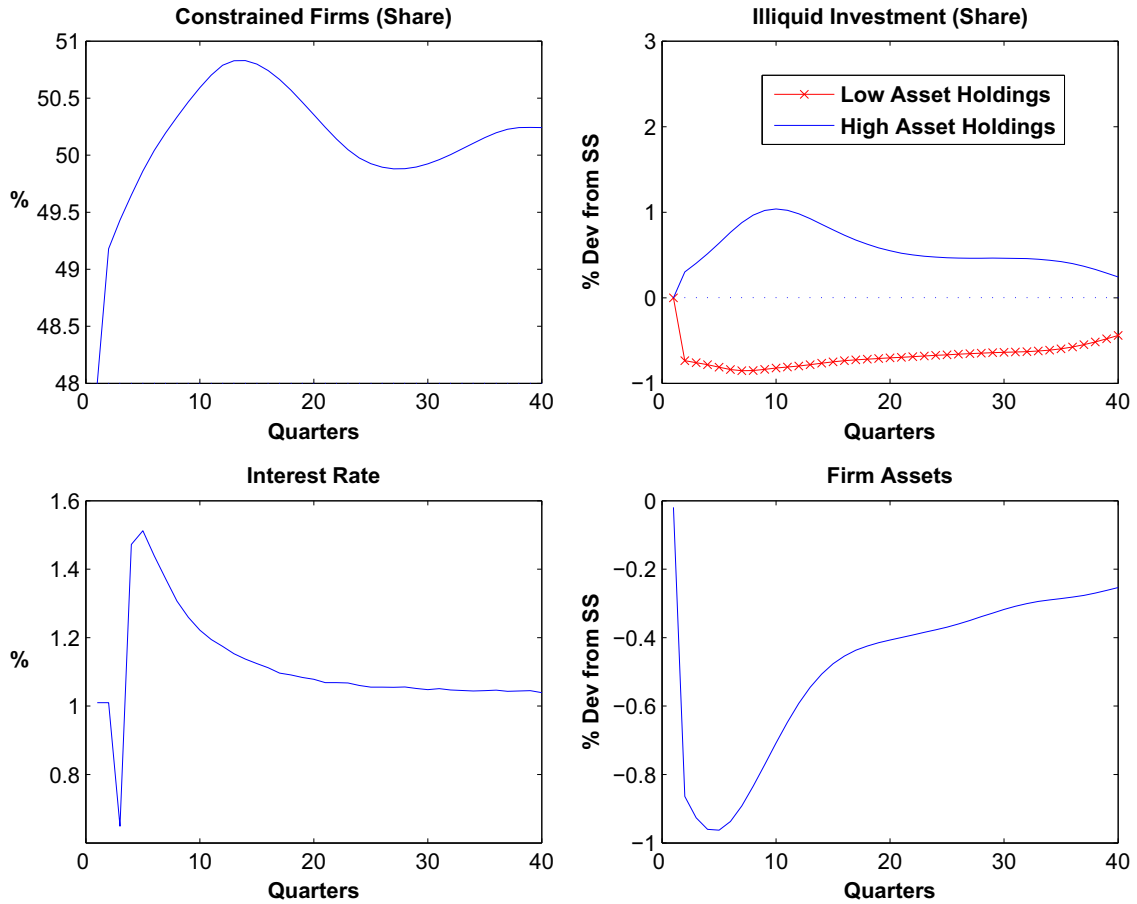 Constrained Firms (Share)
51
50.5
50
49.5
49
48.5
48
%
0 10 20 30 40
Quarters
Illiquid Investment (Share)
3
2
1
0
−1
% Dev from SS
Low Asset Holdings
High Asset Holdings
0 10 20 30 40
Quarters
Interest Rate
1.6
1.4
1.2
1
0.8
%
0 10 20 30 40
Quarters
Firm Assets
0
−0.2
−0.4
−0.6
−0.8
−1
% Dev from SS
0 10 20 30 40
Quarters